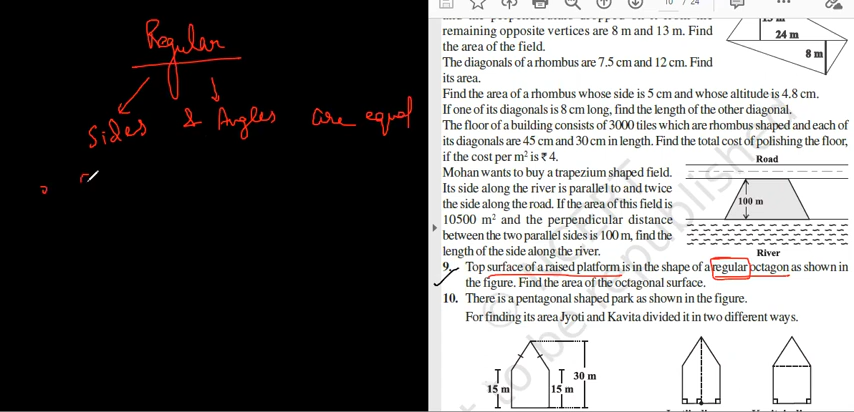 Regular
Sides & Angles are equal
10 / 24
remaining opposite vertices are 8 m and 13 m. Find
the area of the field.
The diagonals of a rhombus are 7.5 cm and 12 cm. Find
its area.
Find the area of a rhombus whose side is 5 cm and whose altitude is 4.8 cm.
If one of its diagonals is 8 cm long, find the length of the other diagonal.
The floor of a building consists of 3000 tiles which are rhombus shaped and each of
its diagonals are 45 cm and 30 cm in length. Find the total cost of polishing the floor,
if the cost per m² is ₹ 4.
Mohan wants to buy a trapezium shaped field.
Its side along the river is parallel to and twice
the side along the road. If the area of this field is
10500 m² and the perpendicular distance
between the two parallel sides is 100 m, find the
length of the side along the river.
24 m
8 m
Road
100 m
River
9. Top surface of a raised platform is in the shape of a regular octagon as shown in
the figure. Find the area of the octagonal surface.
10. There is a pentagonal shaped park as shown in the figure.
For finding its area Jyoti and Kavita divided it in two different ways.
15 m
15 m
30 m